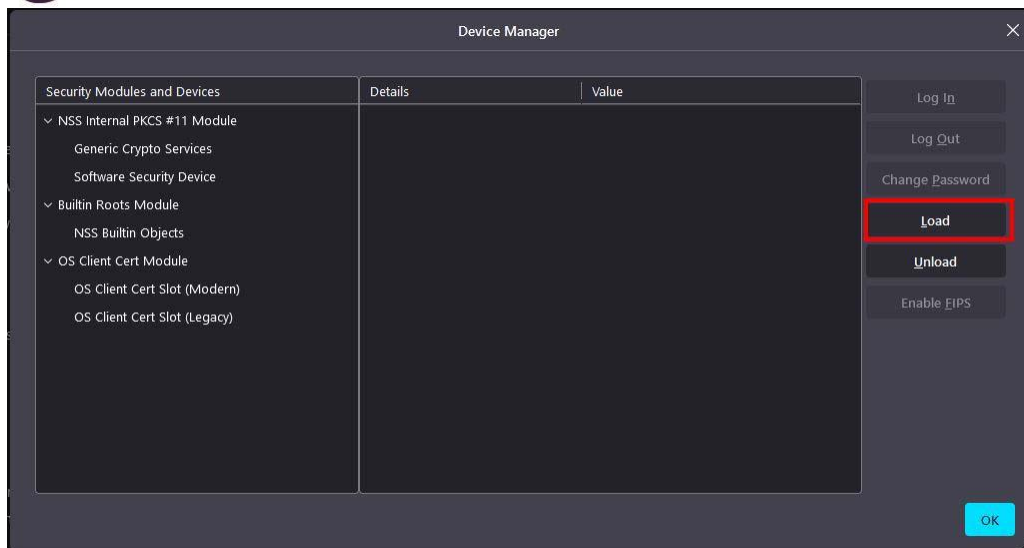 Device Manager
Security Modules and Devices
Details
Value
NSS Internal PKCS #11 Module
Generic Crypto Services
Software Security Device
Builtin Roots Module
NSS Builtin Objects
OS Client Cert Module
OS Client Cert Slot (Modern)
OS Client Cert Slot (Legacy)
Log In
Log Out
Change Password
Load
Unload
Enable FIPS
OK